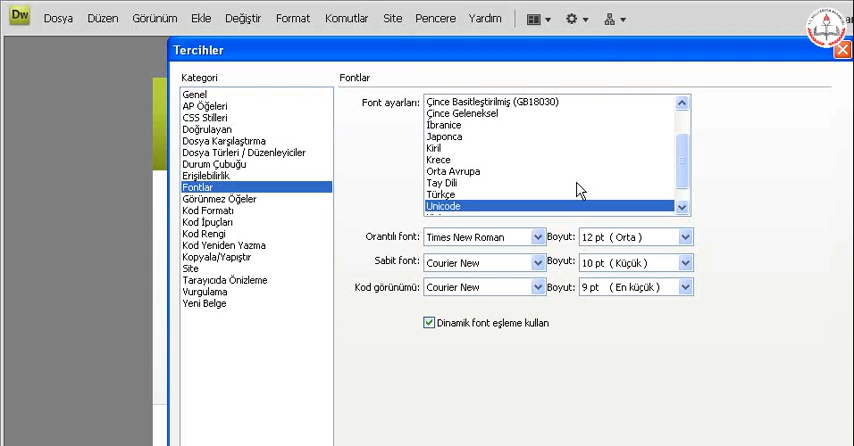 Dw Dosya Düzen Görünüm Ekle Değiştir Format Komutlar Site Pencere Yardım
Tercihler
Kategori
Genel
AP Öğeleri
CSS Stilleri
Doğrulayan
Dosya Karşılaştırma
Dosya Türleri / Düzenleyiciler
Durum Çubuğu
Erişilebilirlik
Fontlar
Görünmez Öğeler
Kod Formatı
Kod İpuçları
Kod Rengi
Kod Yeniden Yazma
Kopyala/Yapıştır
Site
Tarayıcıda Önizleme
Vurgulama
Yeni Belge
Fontlar
Font ayarları:
Çince Basitleştirilmiş (GB18030)
Çince Geleneksel
İbranice
Japonca
Kiril
Krece
Orta Avrupa
Tay Dili
Türkçe
Unicode
Orantılı font: Times New Roman Boyut: 12 pt ( Orta )
Sabit font: Courier New Boyut: 10 pt ( Küçük )
Kod görünümü: Courier New Boyut: 9 pt ( En küçük )
Dinamik font eşleme kullan